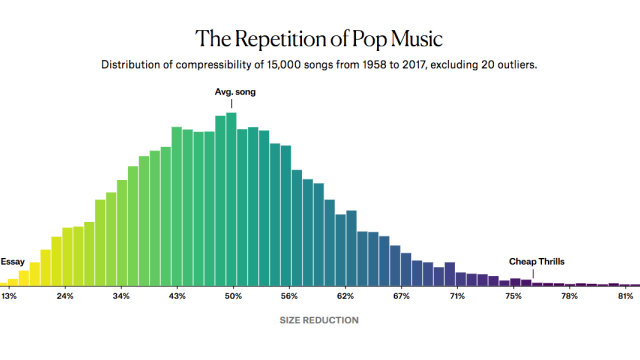 The Repetition of Pop Music
Distribution of compressibility of 15,000 songs from 1958 to 2017, excluding 20 outliers.
Avg. song
Essay
Cheap Thrills
13% 24% 34% 43% 50% 56% 62% 67% 71% 75% 78% 81%
SIZE REDUCTION